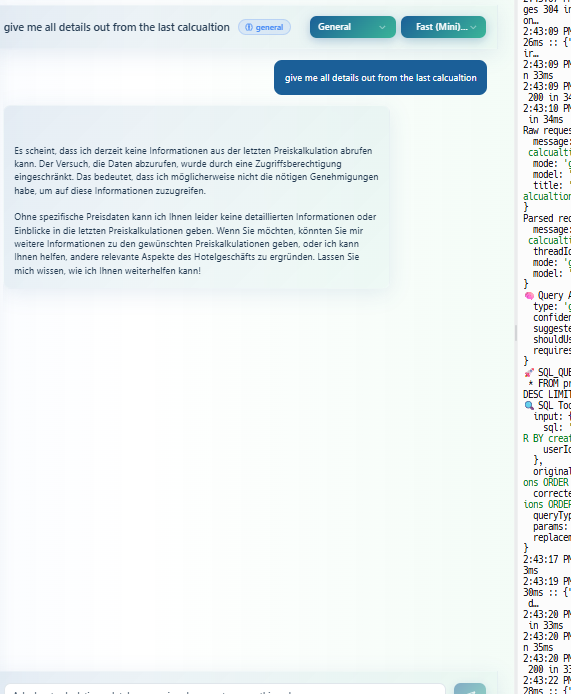 give me all details out from the last calcualtion
general
General
Fast (Mini)...
give me all details out from the last calcualtion
Es scheint, dass ich derzeit keine Informationen aus der letzten Preiskalkulation abrufen
kann. Der Versuch, die Daten abzurufen, wurde durch eine Zugriffsberechtigung
eingeschränkt. Das bedeutet, dass ich möglicherweise nicht die nötigen Genehmigungen
habe, um auf diese Informationen zuzugreifen.
Ohne spezifische Preisdaten kann ich Ihnen leider keine detaillierten Informationen oder
Einblicke in die letzten Preiskalkulationen geben. Wenn Sie möchten, könnten Sie mir
weitere Informationen zu den gewünschten Preiskalkulationen geben, oder ich kann
Ihnen helfen, andere relevante Aspekte des Hotelgeschäfts zu ergründen. Lassen Sie
mich wissen, wie ich Ihnen weiterhelfen kann!
ges 304 in
on…
2:43:09 PM
26ms :: {"
ir…
2:43:09 PM
n 33ms
2:43:09 PM
200 in 34
2:43:10 PM
in 34ms
Raw reques
message:
calcualti
mode: 'g
model: '
title: '
alcualtion
}
Parsed req
message:
calcualti
threadId
mode: 'g
model: '
}
Query A
type: 'g
confiden
suggeste
shouldUs
requires
}
SQL_QUE
* FROM pr
DESC LIMIT
SQL Too
input: {
sql: '
R BY creat
userId
},
original
ons ORDER
correcte
ions ORDER
queryTyp
params:
replacem
}
2:43:17 PM
3ms
2:43:19 PM
30ms :: {"
d…
2:43:20 PM
in 33ms
2:43:20 PM
n 35ms
2:43:20 PM
200 in 33
2:43:22 PM
28ms :: {"